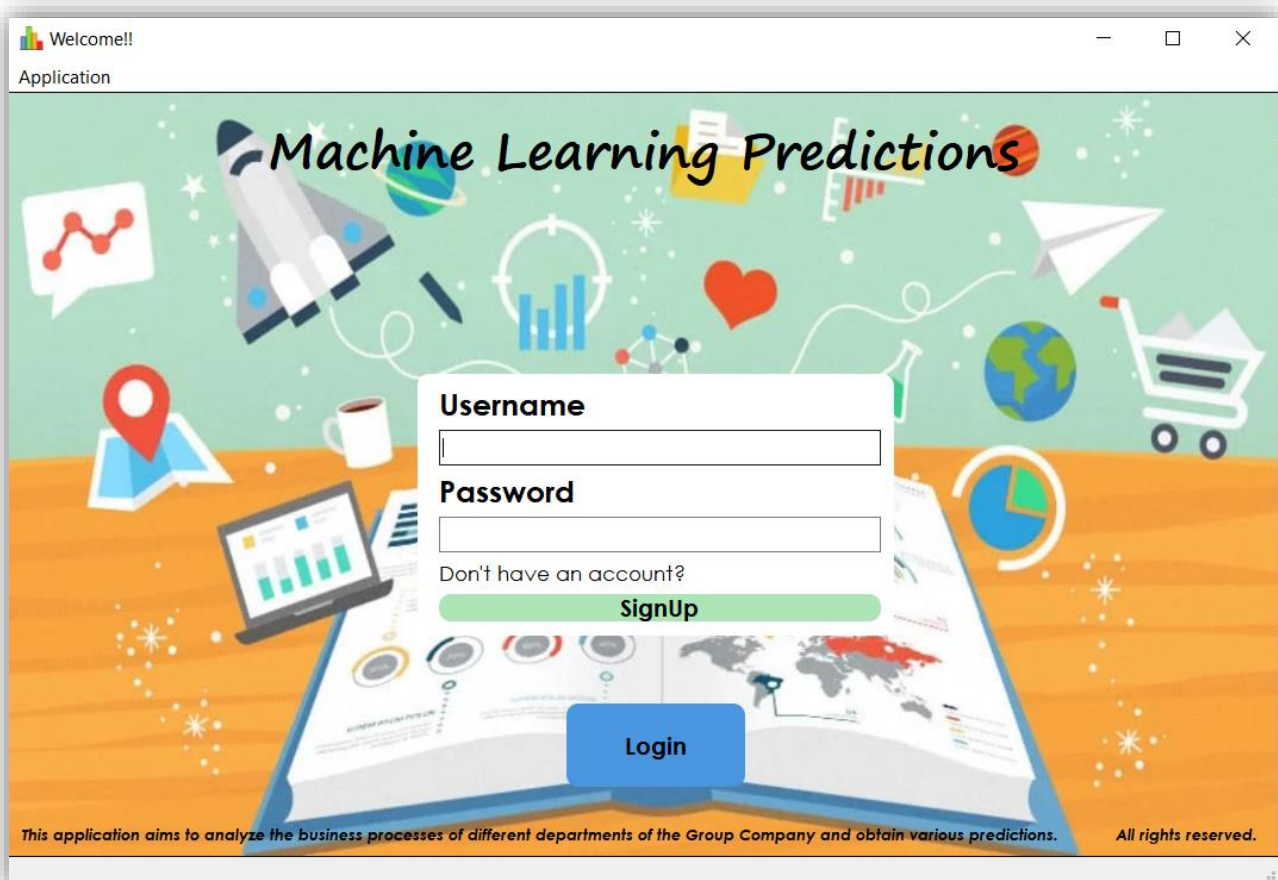 Welcome!!
Application
Machine Learning Predictions
Username
Password
Don't have an account?
SignUp
Login
This application aims to analyze the business processes of different departments of the Group Company and obtain various predictions. All rights reserved.